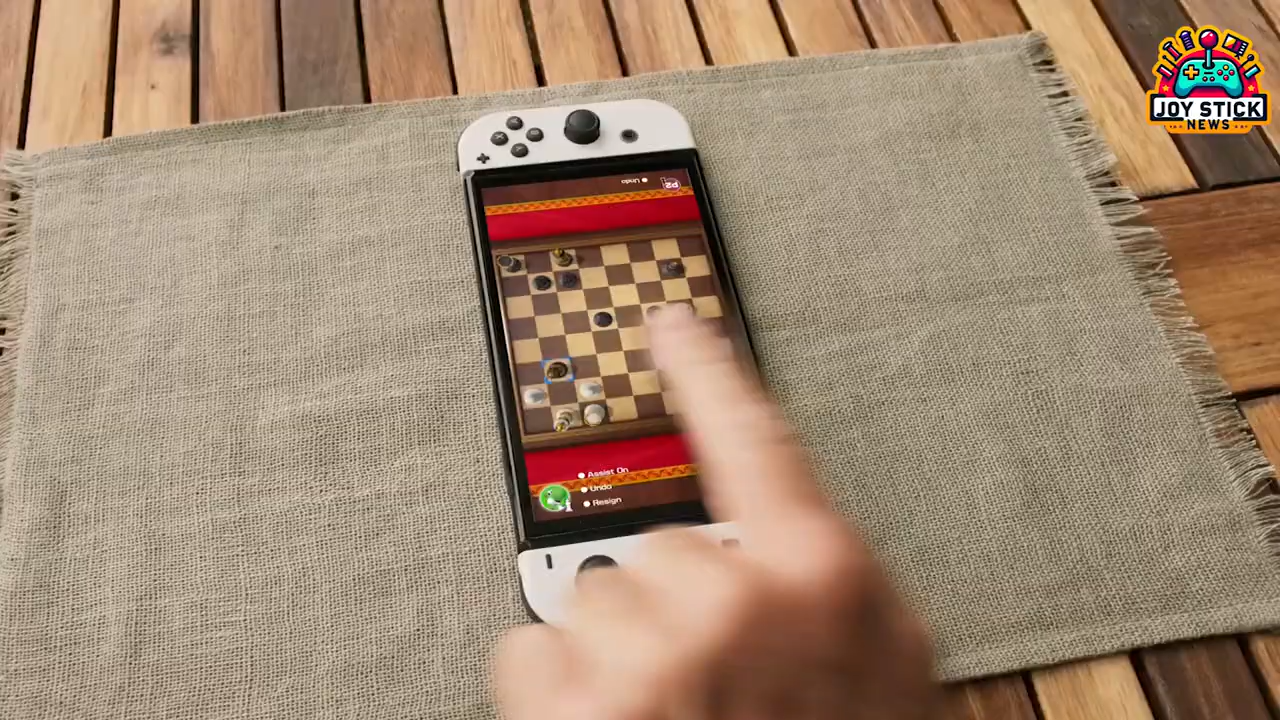 JOY STICK
NEWS
Undo
P2
Assist On
Undo
Resign